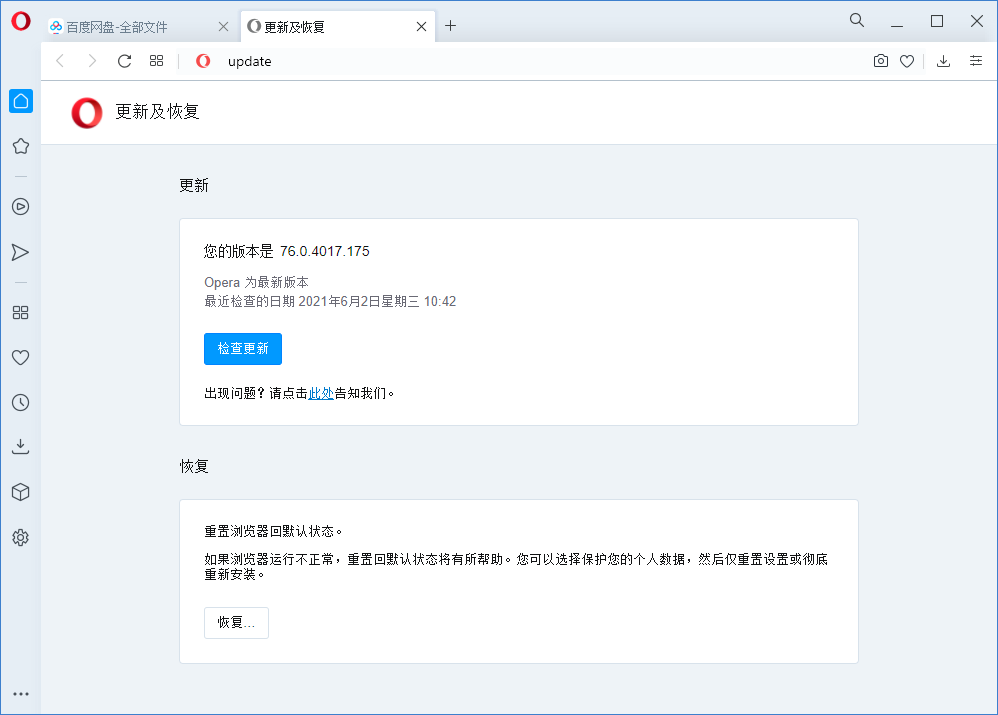 百度网盘-全部文件
更新及恢复
update
更新及恢复
更新
您的版本是 76.0.4017.175
Opera 为最新版本
最近检查的日期 2021年6月2日星期三 10:42
检查更新
出现问题？请点击此处告知我们。
恢复
重置浏览器回默认状态。
如果浏览器运行不正常，重置回默认状态将有所帮助。您可以选择保护您的个人数据，然后仅重置设置或彻底
重新安装。
恢复...